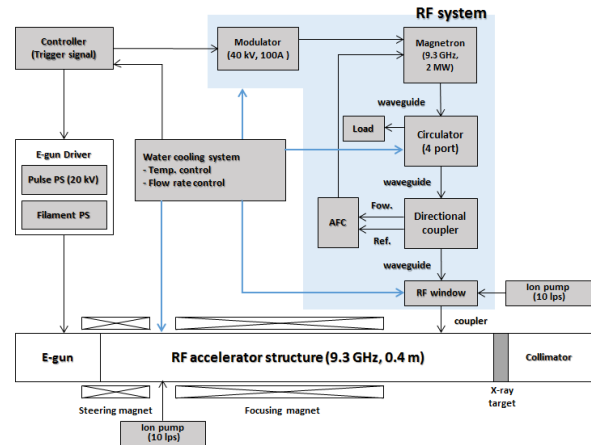 RF system
Controller
(Trigger signal)
Modulator
(40 kV, 100A )
Magnetron
(9.3 GHz,
2 MW)
waveguide
Load
Circulator
(4 port)
E-gun Driver
Pulse PS (20 kV)
Filament PS
Water cooling system
- Temp. control
- Flow rate control
waveguide
AFC
Fow.
Ref.
Directional
coupler
waveguide
RF window
Ion pump
(10 lps)
coupler
E-gun
RF accelerator structure (9.3 GHz, 0.4 m)
Collimator
Steering magnet
Focusing magnet
X-ray
target
Ion pump
(10 lps)